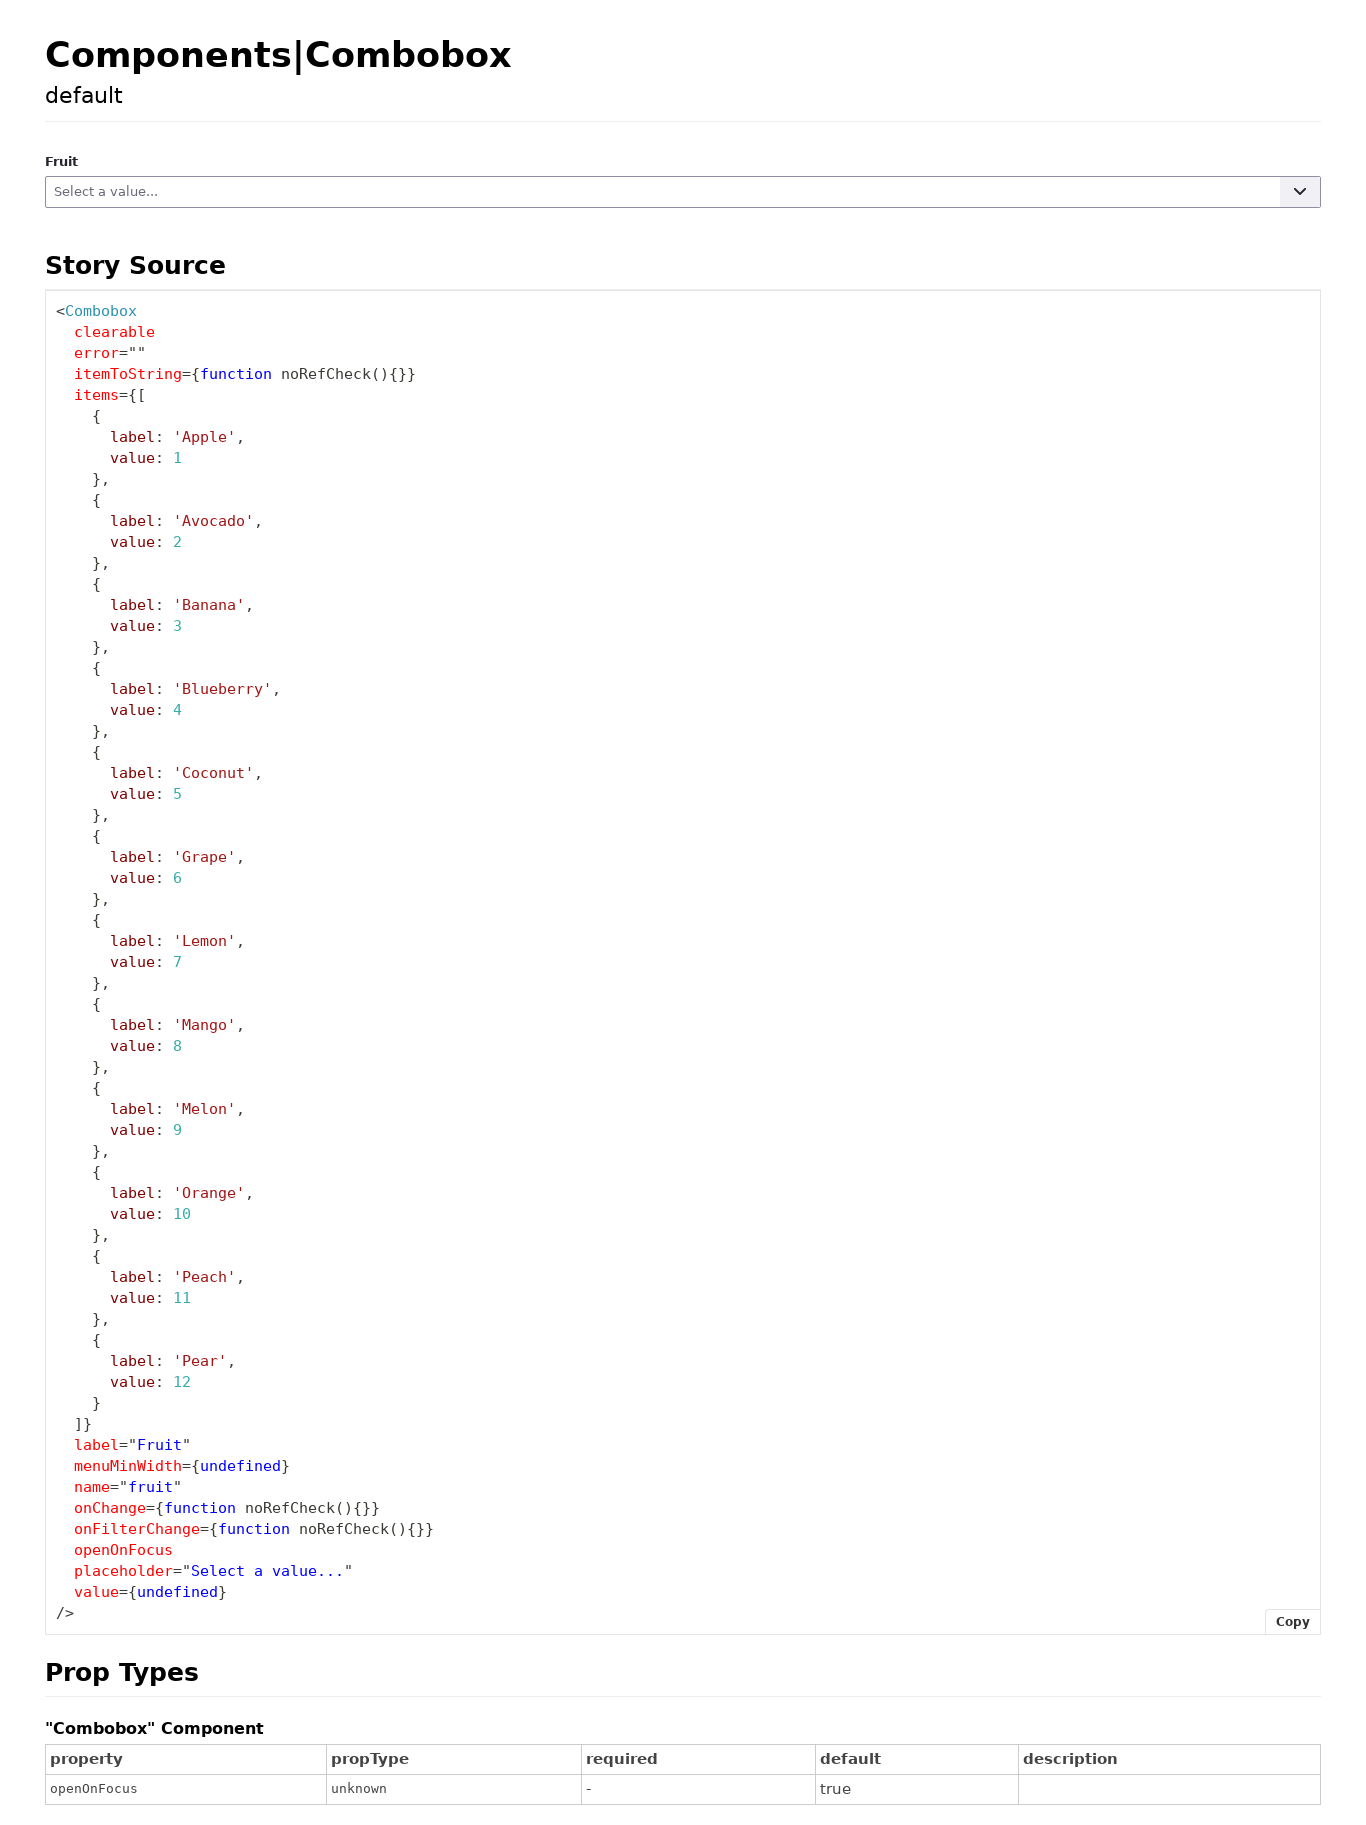 Components|Combobox
default
Fruit
Select a value...
Story Source
<Combobox
  clearable
  error=""
  itemToString={function noRefCheck(){}}
  items={[
    {
      label: 'Apple',
      value: 1
    },
    {
      label: 'Avocado',
      value: 2
    },
    {
      label: 'Banana',
      value: 3
    },
    {
      label: 'Blueberry',
      value: 4
    },
    {
      label: 'Coconut',
      value: 5
    },
    {
      label: 'Grape',
      value: 6
    },
    {
      label: 'Lemon',
      value: 7
    },
    {
      label: 'Mango',
      value: 8
    },
    {
      label: 'Melon',
      value: 9
    },
    {
      label: 'Orange',
      value: 10
    },
    {
      label: 'Peach',
      value: 11
    },
    {
      label: 'Pear',
      value: 12
    }
  ]}
  label="Fruit"
  menuMinWidth={undefined}
  name="fruit"
  onChange={function noRefCheck(){}}
  onFilterChange={function noRefCheck(){}}
  openOnFocus
  placeholder="Select a value..."
  value={undefined}
/>
Copy
Prop Types
"Combobox" Component
property propType required default description
openOnFocus unknown - true